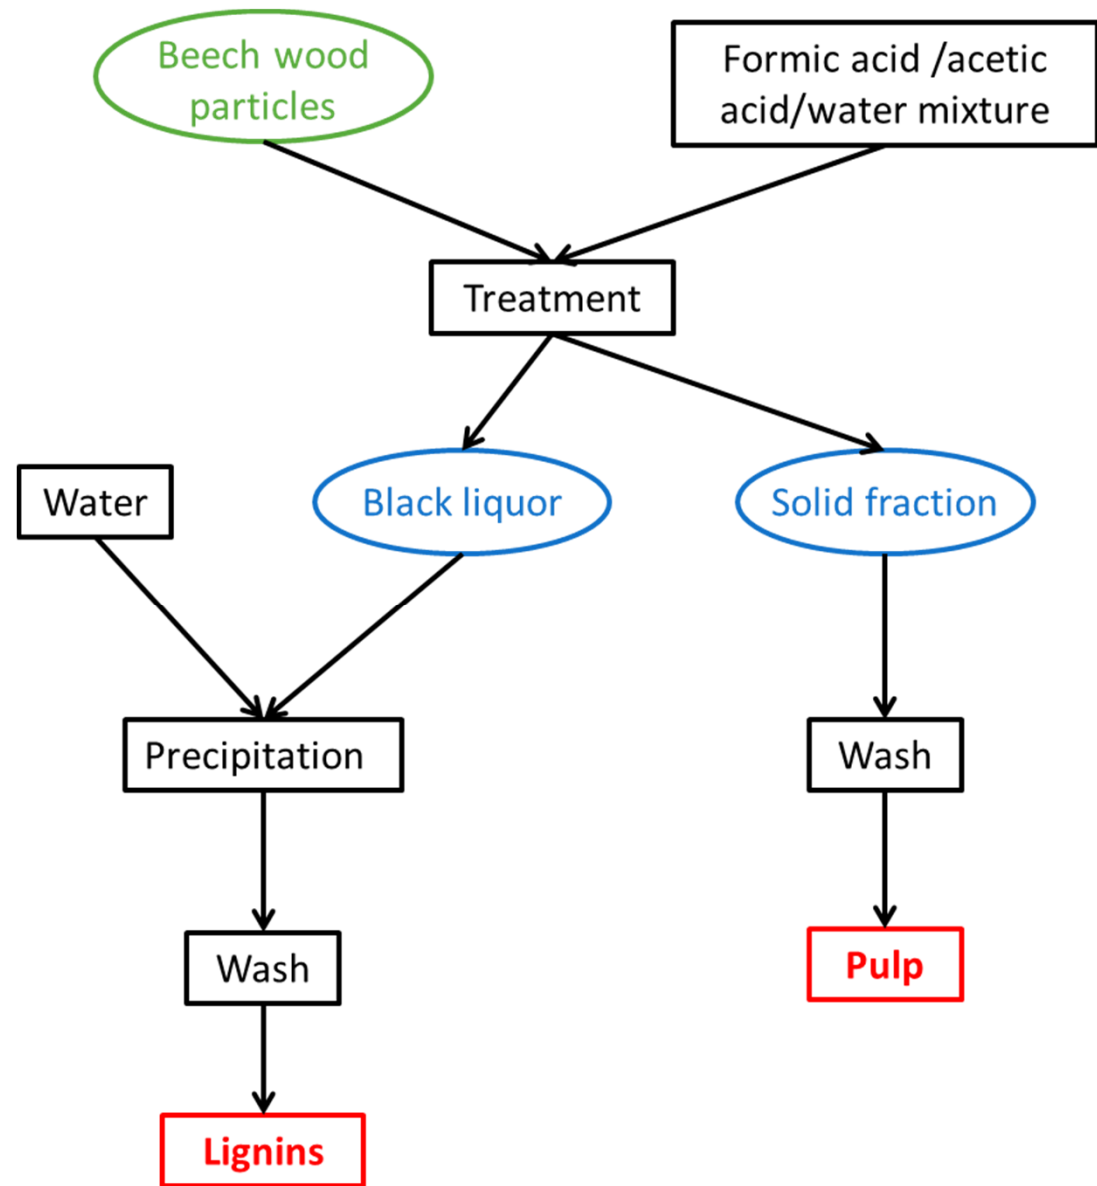 Beech wood
particles
Formic acid /acetic
acid/water mixture
Treatment
Water
Black liquor
Solid fraction
Precipitation
Wash
Wash
Pulp
Lignins